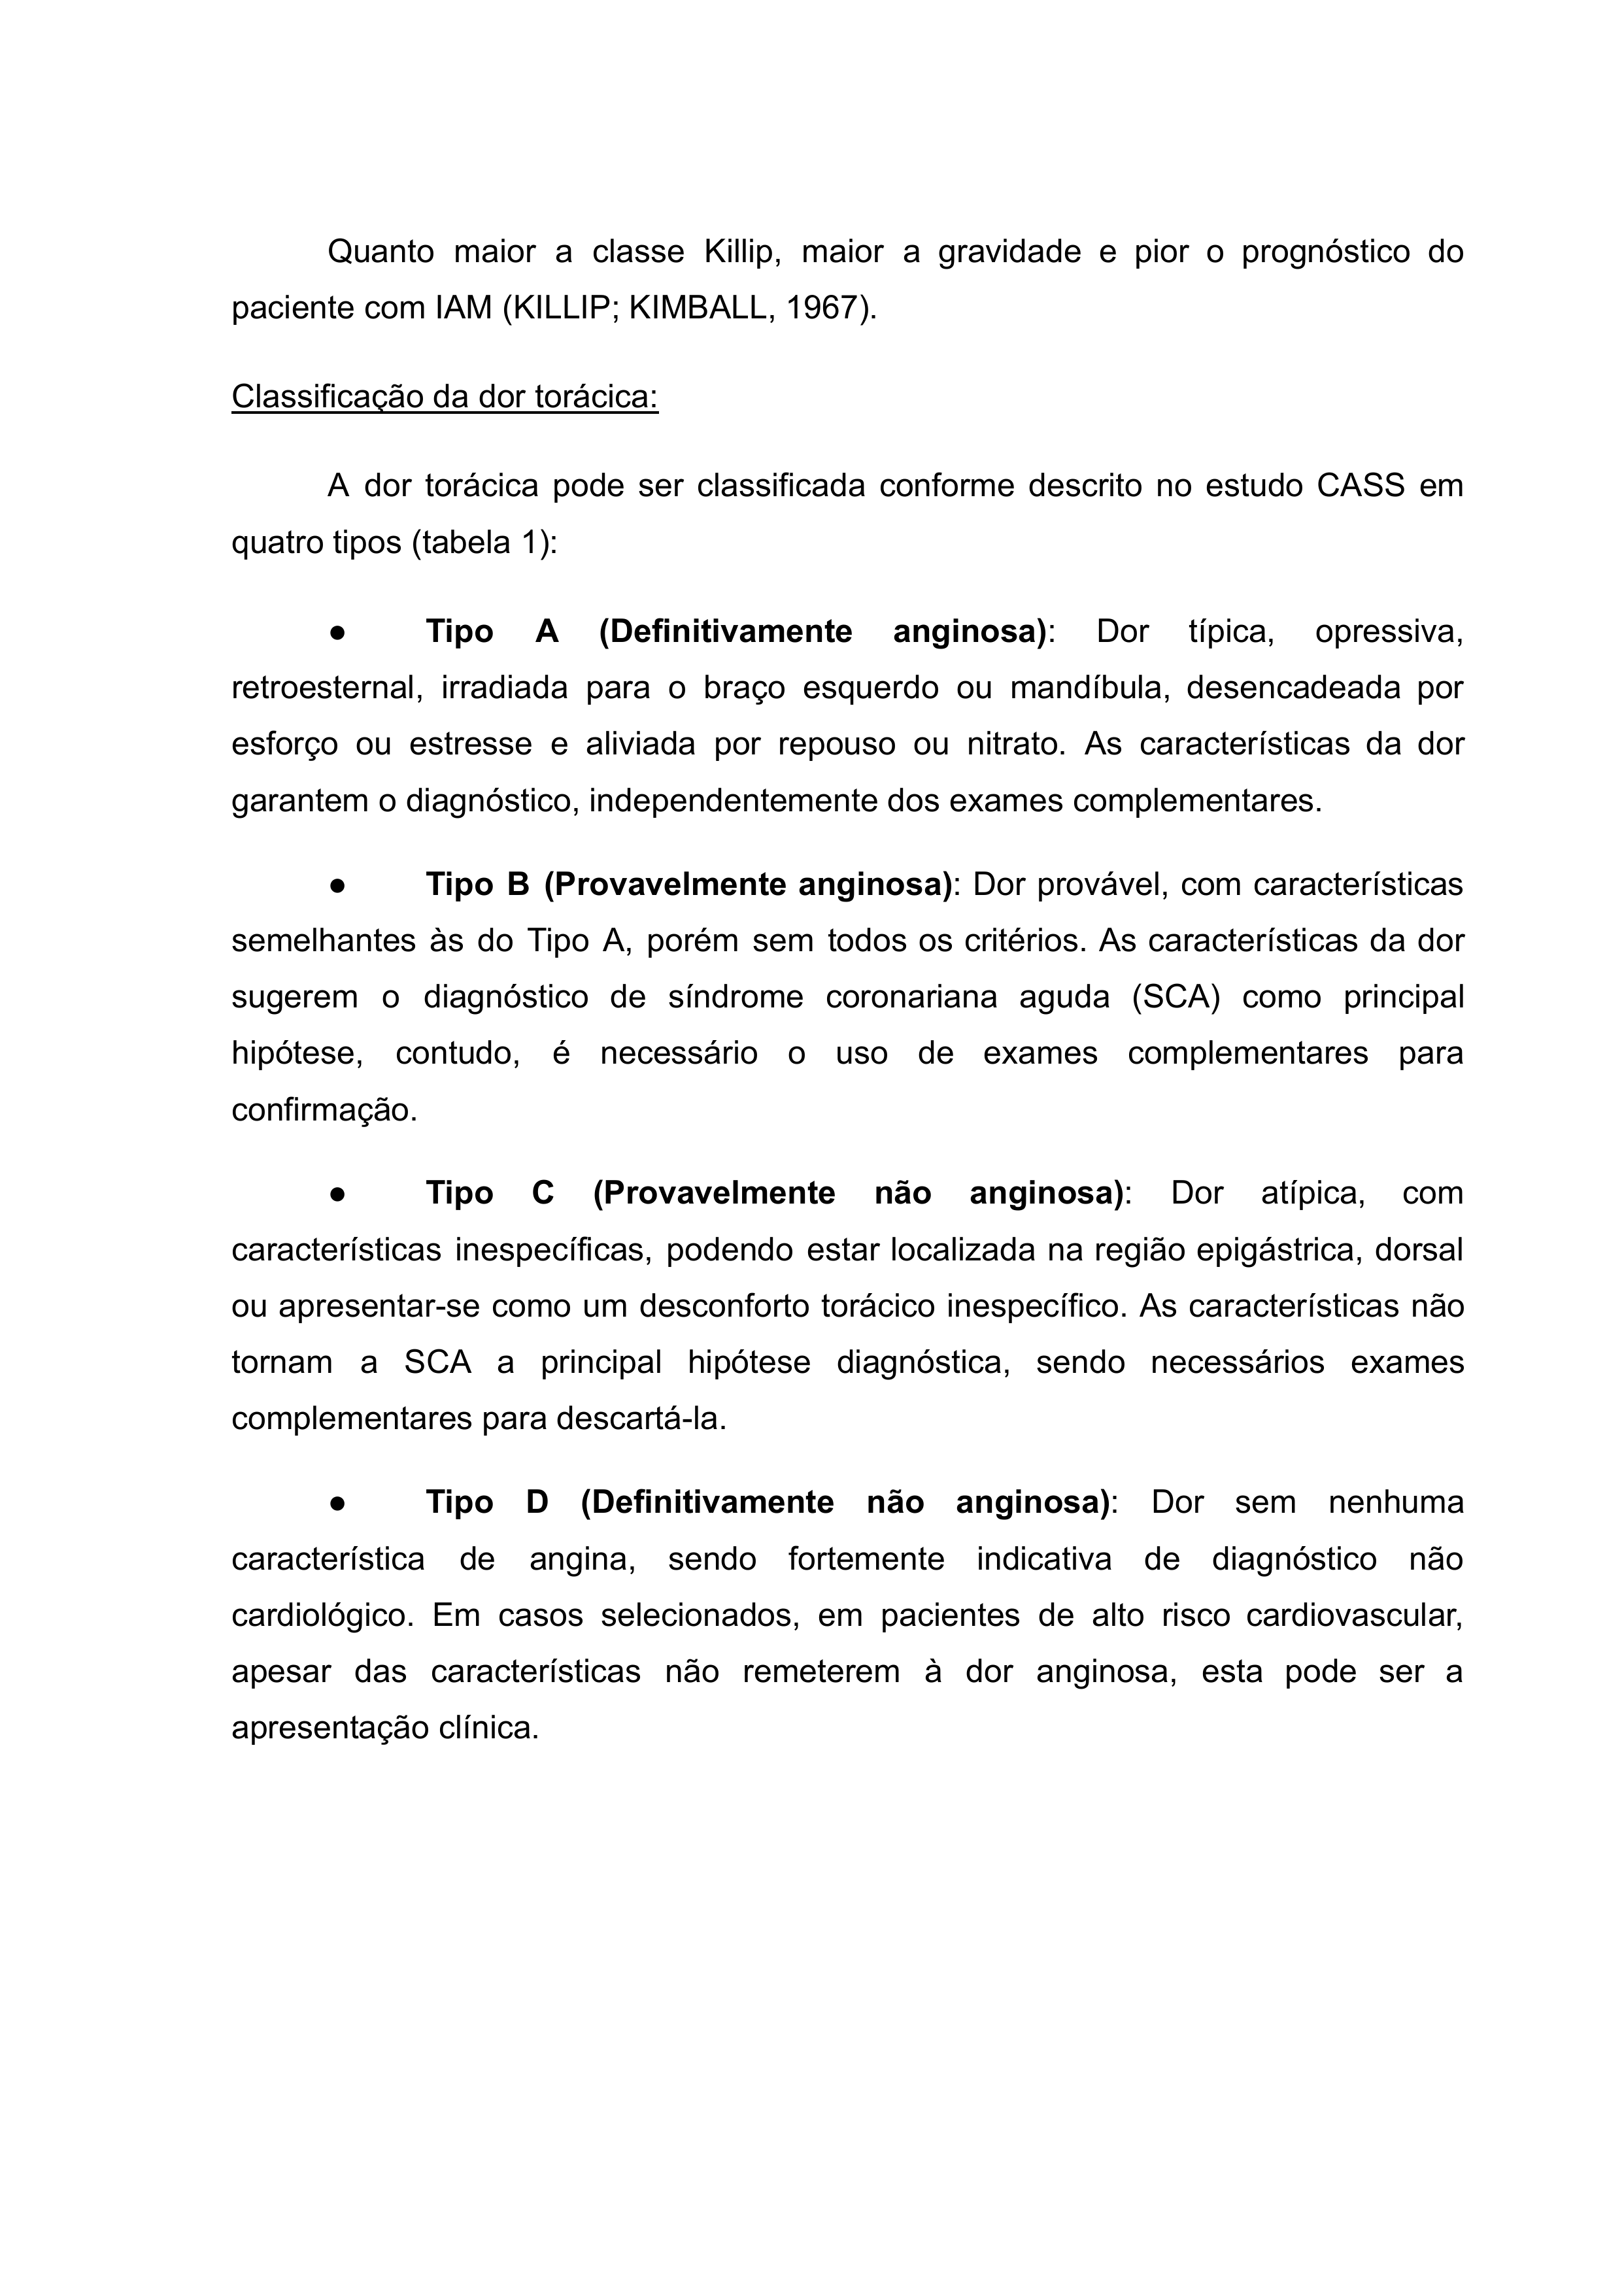 Quanto maior a classe Killip, maior a gravidade e pior o prognóstico do
paciente com IAM (KILLIP; KIMBALL, 1967).
Classificação da dor torácica:
A dor torácica pode ser classificada conforme descrito no estudo CASS em
quatro tipos (tabela 1):
● Tipo A (Definitivamente anginosa): Dor típica, opressiva,
retroesternal, irradiada para o braço esquerdo ou mandíbula, desencadeada por
esforço ou estresse e aliviada por repouso ou nitrato. As características da dor
garantem o diagnóstico, independentemente dos exames complementares.
● Tipo B (Provavelmente anginosa): Dor provável, com características
semelhantes às do Tipo A, porém sem todos os critérios. As características da dor
sugerem o diagnóstico de síndrome coronariana aguda (SCA) como principal
hipótese, contudo, é necessário o uso de exames complementares para
confirmação.
● Tipo C (Provavelmente não anginosa): Dor atípica, com
características inespecíficas, podendo estar localizada na região epigástrica, dorsal
ou apresentar-se como um desconforto torácico inespecífico. As características não
tornam a SCA a principal hipótese diagnóstica, sendo necessários exames
complementares para descartá-la.
● Tipo D (Definitivamente não anginosa): Dor sem nenhuma
característica de angina, sendo fortemente indicativa de diagnóstico não
cardiológico. Em casos selecionados, em pacientes de alto risco cardiovascular,
apesar das características não remeterem à dor anginosa, esta pode ser a
apresentação clínica.